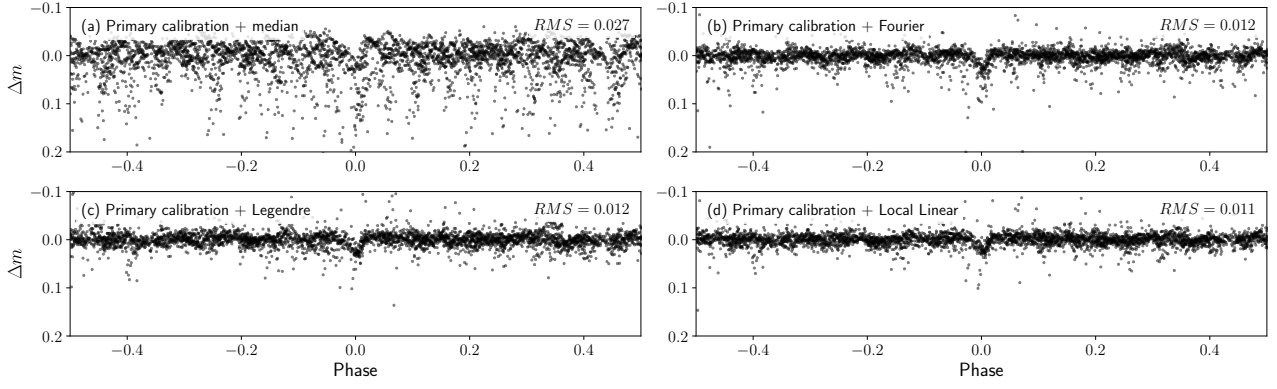 (a) Primary calibration + median RMS = 0.027
−0.1
0.0
0.1
0.2
Δm
−0.4 −0.2 0.0 0.2 0.4
(b) Primary calibration + Fourier RMS = 0.012
−0.1
0.0
0.1
0.2
−0.4 −0.2 0.0 0.2 0.4
(c) Primary calibration + Legendre RMS = 0.012
−0.1
0.0
0.1
0.2
Δm
−0.4 −0.2 0.0 0.2 0.4
Phase
(d) Primary calibration + Local Linear RMS = 0.011
−0.1
0.0
0.1
0.2
−0.4 −0.2 0.0 0.2 0.4
Phase